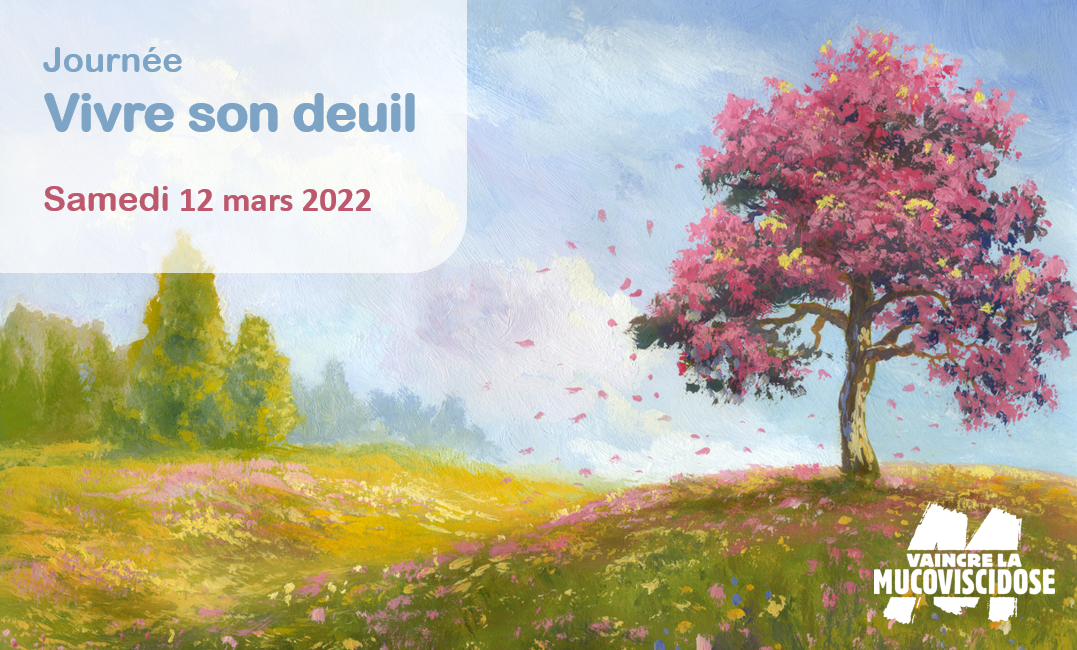 Journée
Vivre son deuil
Samedi 12 mars 2022
VAINCRE LA
MUCOVISCIDOSE